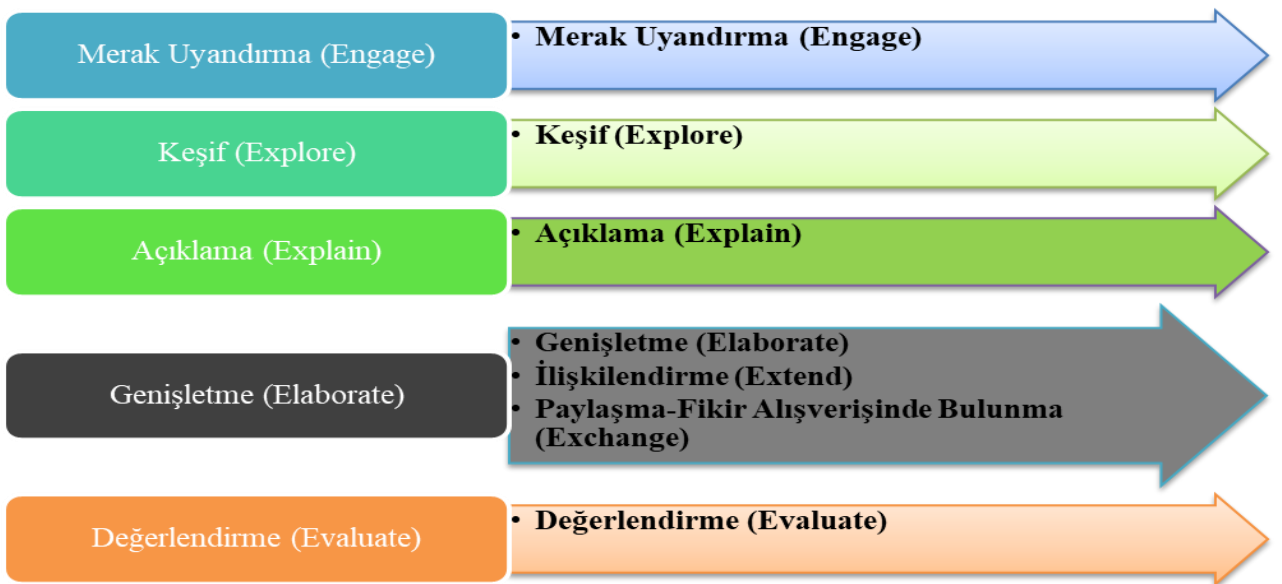 Merak Uyandırma (Engage)
• Merak Uyandırma (Engage)
Keşif (Explore)
• Keşif (Explore)
Açıklama (Explain)
• Açıklama (Explain)
Genişletme (Elaborate)
• Genişletme (Elaborate)
• İlişkilendirme (Extend)
• Paylaşma-Fikir Alışverişinde Bulunma
(Exchange)
Değerlendirme (Evaluate)
• Değerlendirme (Evaluate)